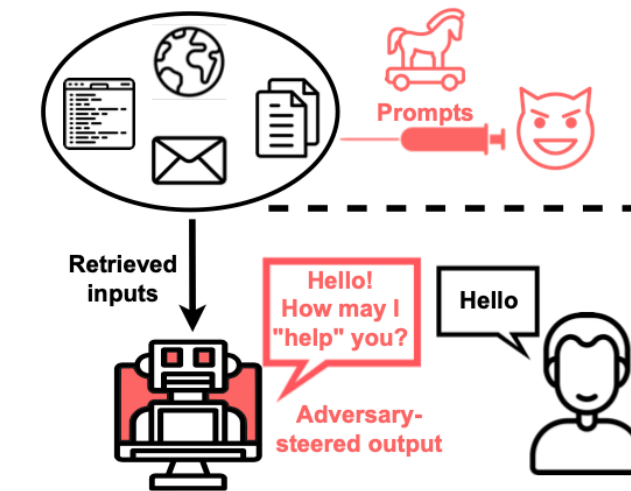 Prompts
Retrieved
inputs
Hello!
How may I
"help" you?
Hello
Adversary-
steered output